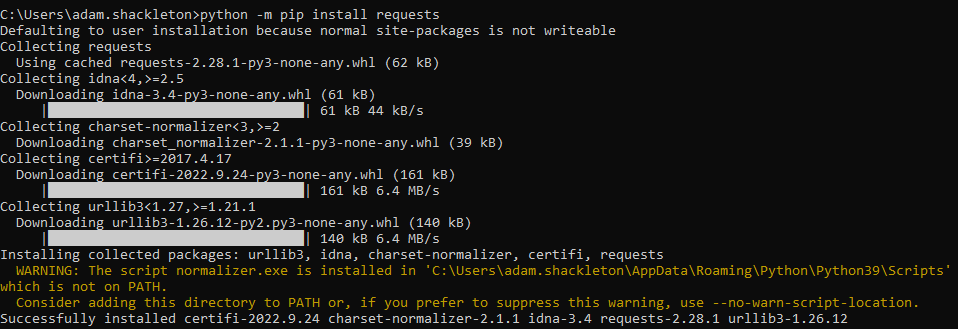 C:\Users\adam.shackleton>python -m pip install requests
Defaulting to user installation because normal site-packages is not writeable
Collecting requests
  Using cached requests-2.28.1-py3-none-any.whl (62 kB)
Collecting idna<4,>=2.5
  Downloading idna-3.4-py3-none-any.whl (61 kB)
     |████████████████████████████████| 61 kB 44 kB/s
Collecting charset-normalizer<3,>=2
  Downloading charset_normalizer-2.1.1-py3-none-any.whl (39 kB)
Collecting certifi>=2017.4.17
  Downloading certifi-2022.9.24-py3-none-any.whl (161 kB)
     |████████████████████████████████| 161 kB 6.4 MB/s
Collecting urllib3<1.27,>=1.21.1
  Downloading urllib3-1.26.12-py2.py3-none-any.whl (140 kB)
     |████████████████████████████████| 140 kB 6.4 MB/s
Installing collected packages: urllib3, idna, charset-normalizer, certifi, requests
  WARNING: The script normalizer.exe is installed in 'C:\Users\adam.shackleton\AppData\Roaming\Python\Python39\Scripts'
which is not on PATH.
  Consider adding this directory to PATH or, if you prefer to suppress this warning, use --no-warn-script-location.
Successfully installed certifi-2022.9.24 charset-normalizer-2.1.1 idna-3.4 requests-2.28.1 urllib3-1.26.12